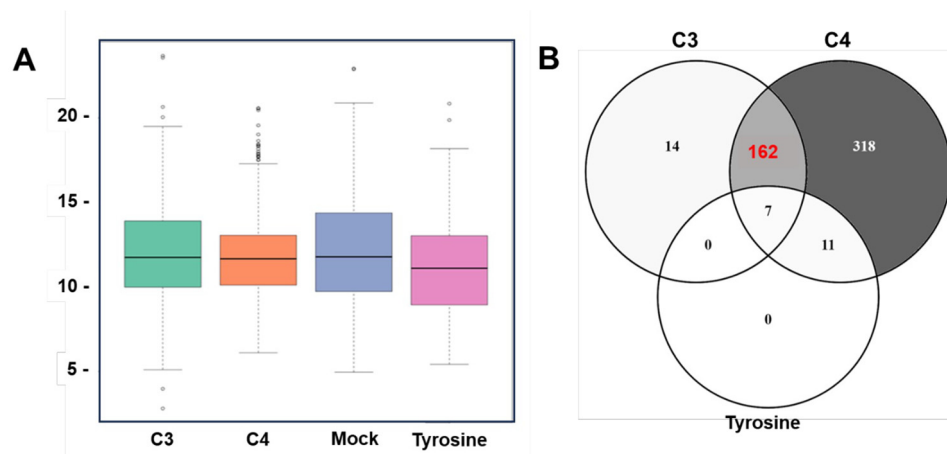 A
20 -
15 -
10 -
5 -
C3 C4 Mock Tyrosine
B
C3 C4
14 162 318
7
0 11
0
Tyrosine